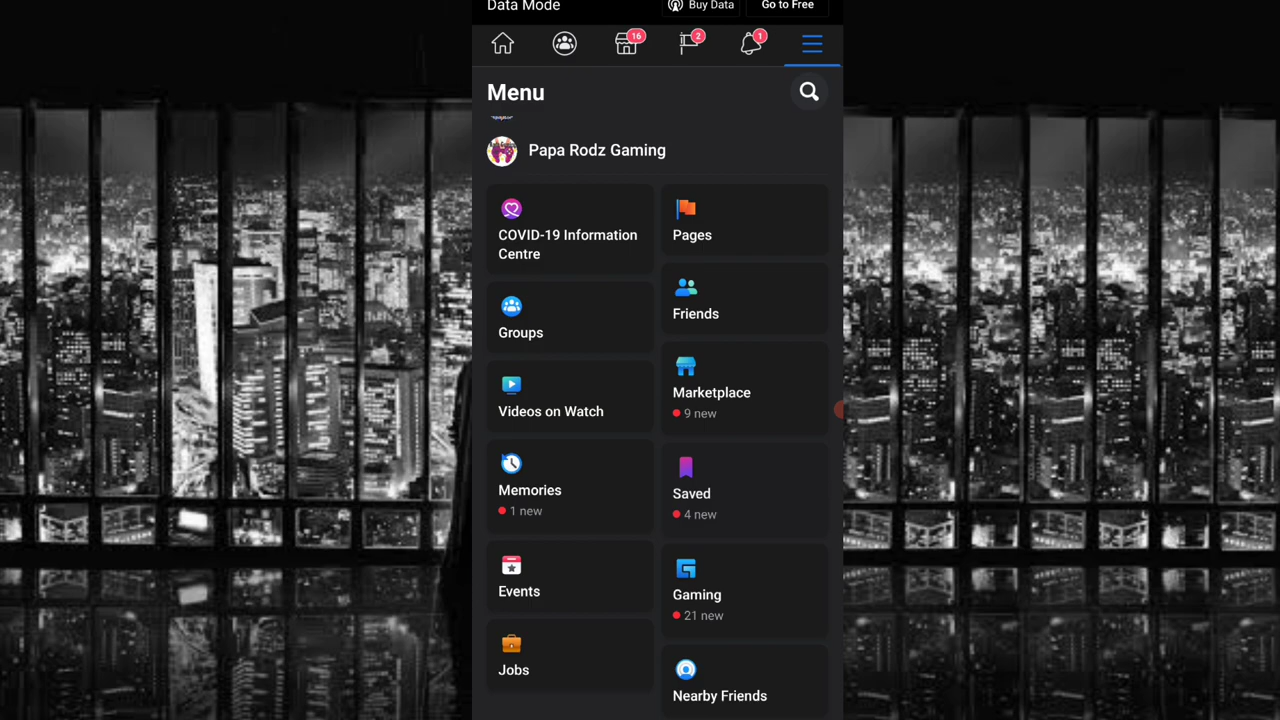 Data Mode
Buy Data
Go to Free
16
2
1
Menu
Papa Rodz Gaming
COVID-19 Information
Centre
Pages
Groups
Friends
Videos on Watch
Marketplace
9 new
Memories
1 new
Saved
4 new
Events
Gaming
21 new
Jobs
Nearby Friends